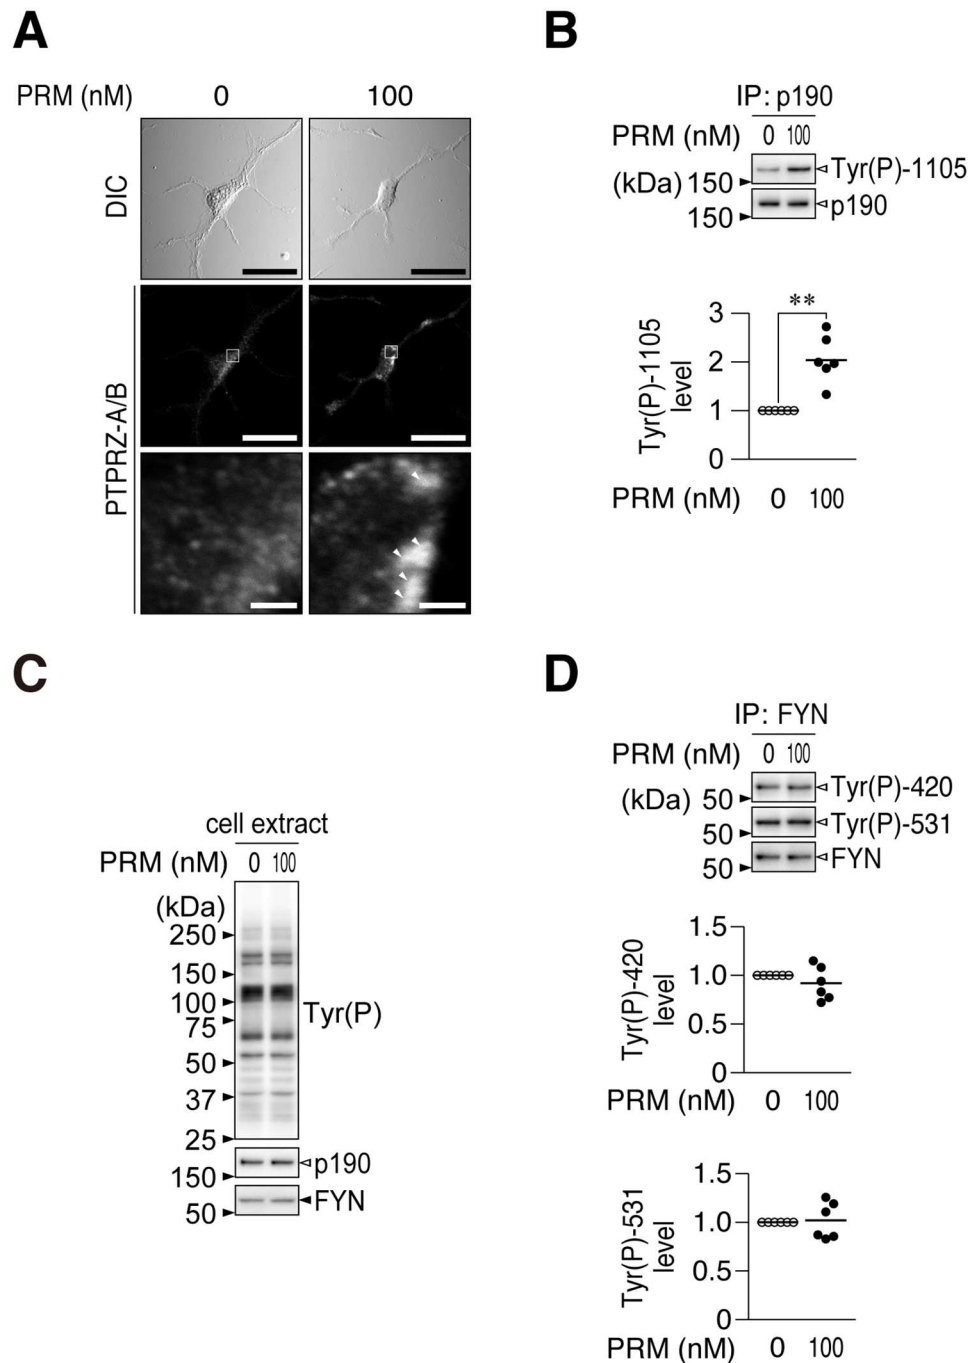 A
PRM (nM) 0 100
DIC
PTPRZ-A/B
B
IP: p190
PRM (nM) 0 100
(kDa)
150 Tyr(P)-1105
150 p190
**
3
2
1
0
Tyr(P)-1105
level
PRM (nM) 0 100
C
cell extract
PRM (nM) 0 100
(kDa)
250
150
100
75
50
37
25
Tyr(P)
150 p190
50 FYN
D
IP: FYN
PRM (nM) 0 100
(kDa)
50 Tyr(P)-420
50 Tyr(P)-531
50 FYN
1.5
1.0
0.5
0
Tyr(P)-420
level
PRM (nM) 0 100
1.5
1.0
0.5
0
Tyr(P)-531
level
PRM (nM) 0 100